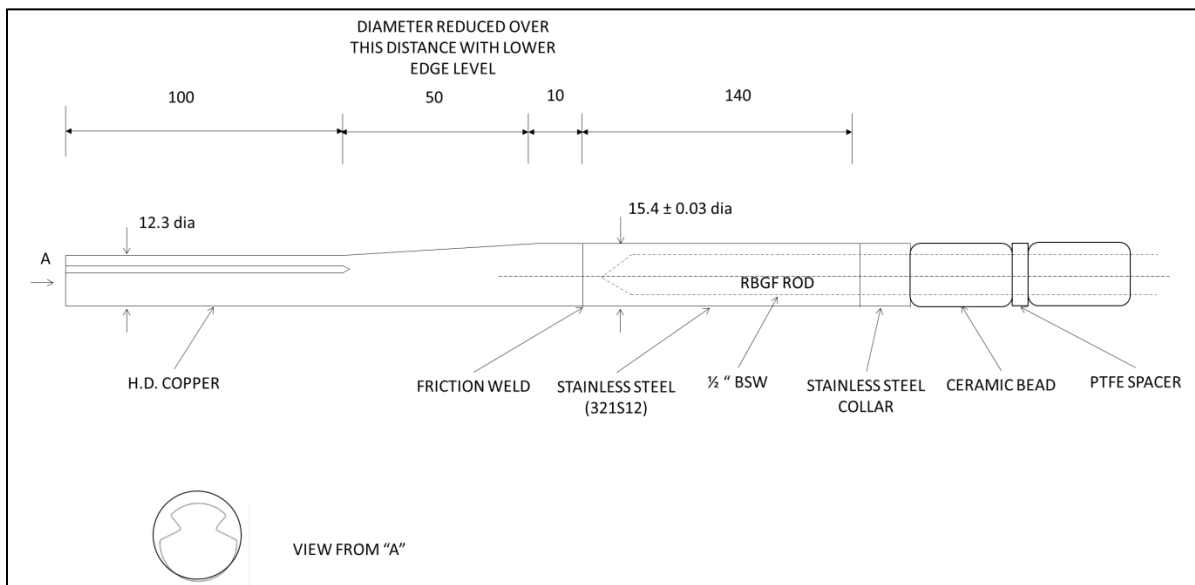 DIAMETER REDUCED OVER
THIS DISTANCE WITH LOWER
EDGE LEVEL
100
50
10
140
12.3 dia
15.4 ± 0.03 dia
A
RBGF ROD
H.D. COPPER
FRICTION WELD
STAINLESS STEEL
(321S12)
½ “ BSW
STAINLESS STEEL
COLLAR
CERAMIC BEAD
PTFE SPACER
VIEW FROM “A”